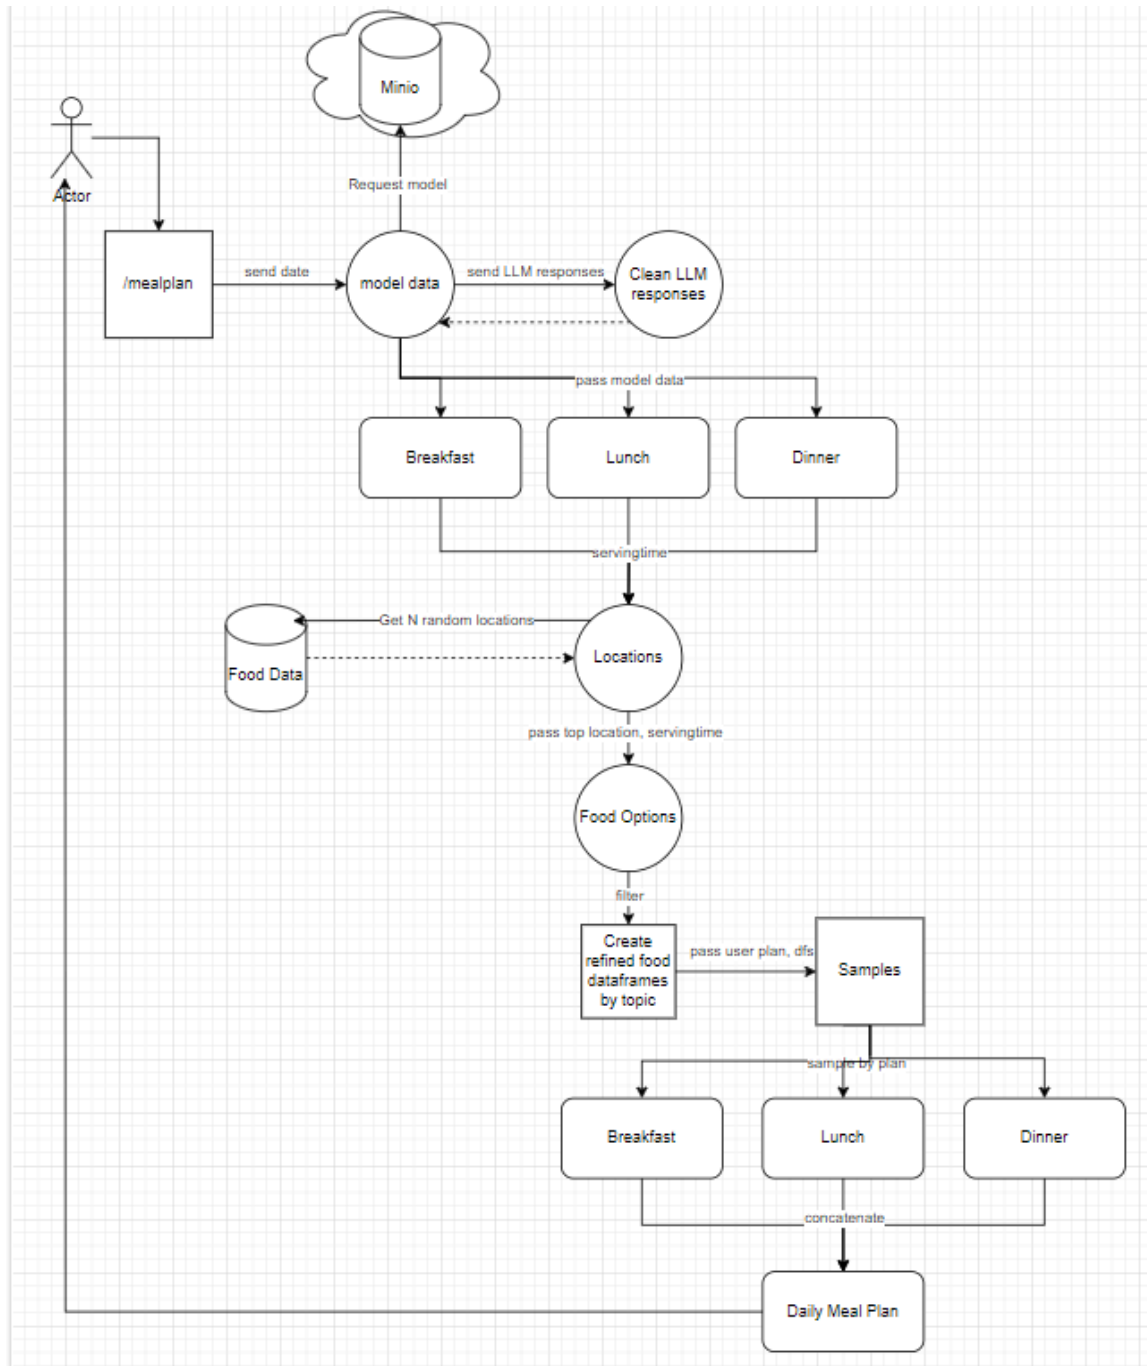 Minio
Actor
Request model
/mealplan
send date
model data
send LLM responses
Clean LLM
responses
pass model data
Breakfast
Lunch
Dinner
servingtime
Get N random locations
Food Data
Locations
pass top location, servingtime
Food Options
filter
Create
refined food
dataframes
by topic
pass user plan, dfs
Samples
sample by plan
Breakfast
Lunch
Dinner
concatenate
Daily Meal Plan